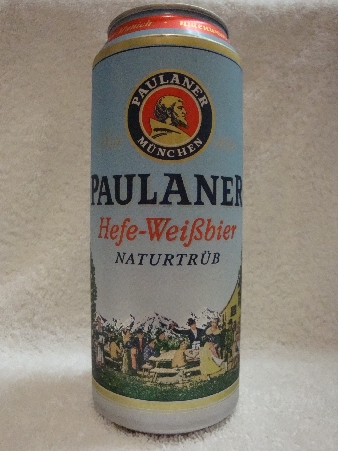 PAULANER
MÜNCHEN
PAULANER
Hefe-Weißbier
NATURTRÜB